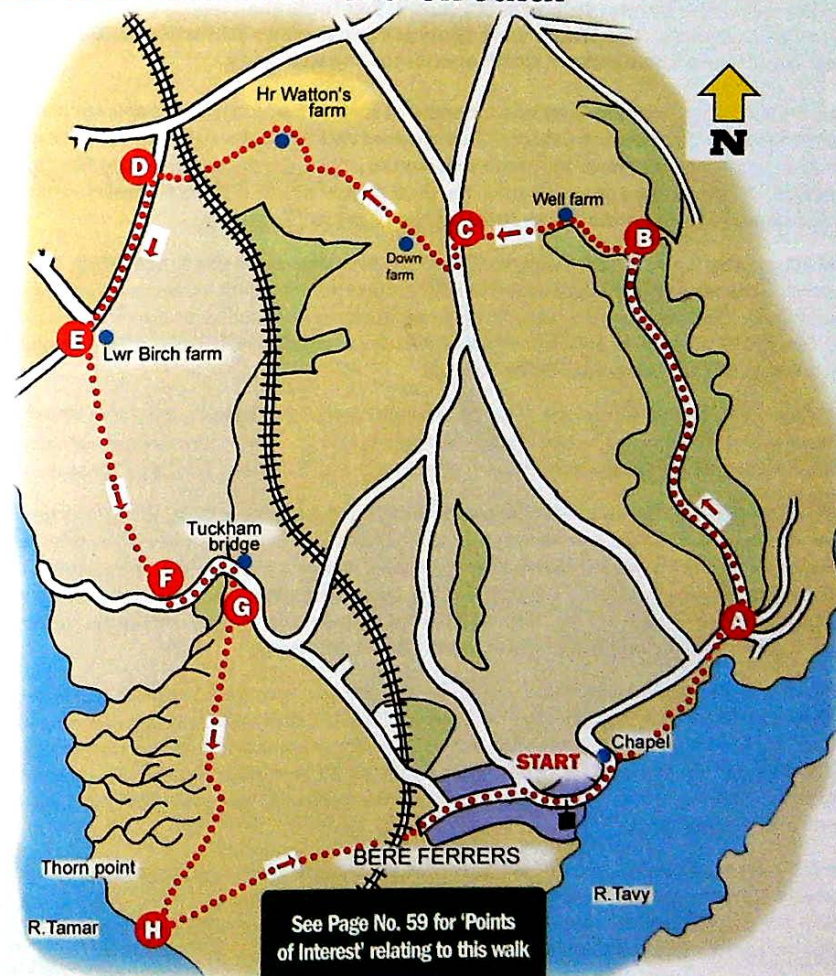 N
Hr Watton's
farm
D
Well farm
C
B
Down
farm
E
Lwr Birch farm
Tuckham
bridge
F
G
A
START
Chapel
BERE FERRERS
Thorn point
R.Tavy
R.Tamar
H
See Page No. 59 for 'Points
of Interest' relating to this walk